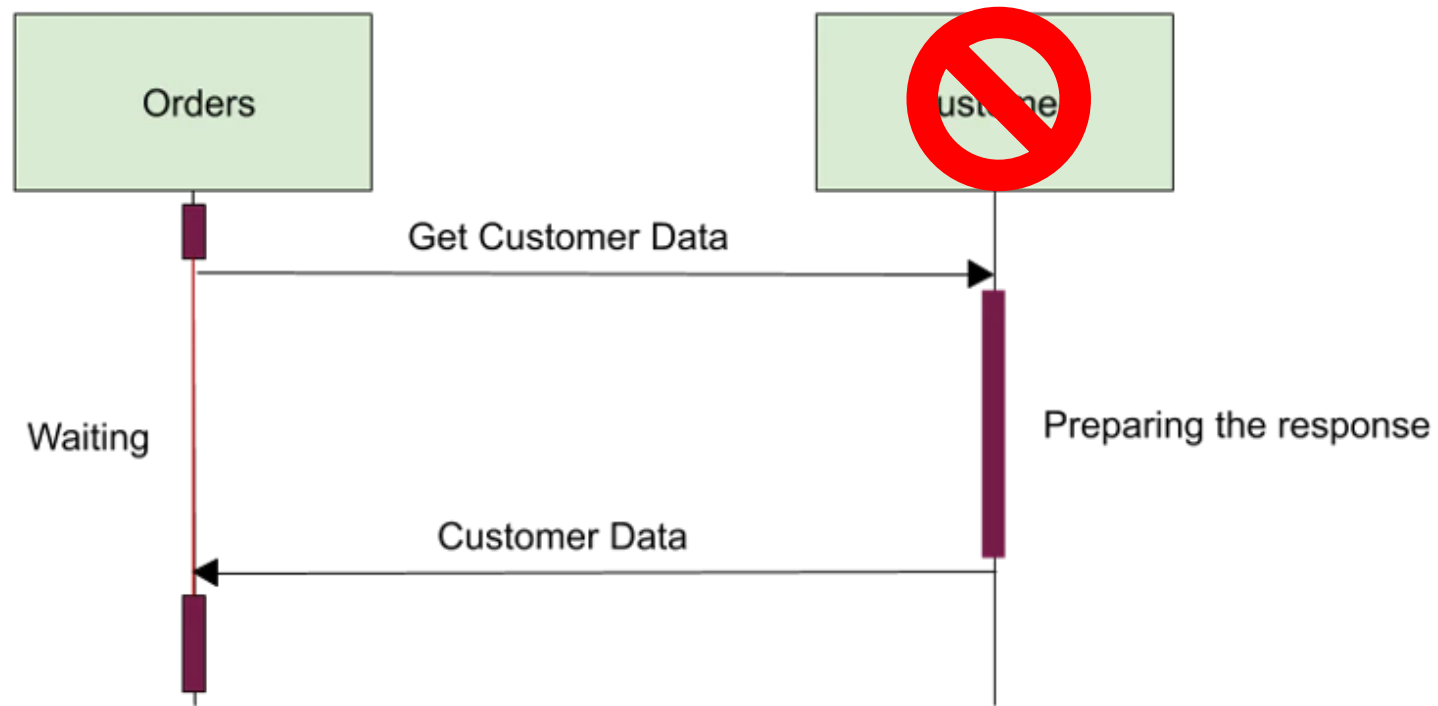 Orders
Get Customer Data
Waiting
Preparing the response
Customer Data